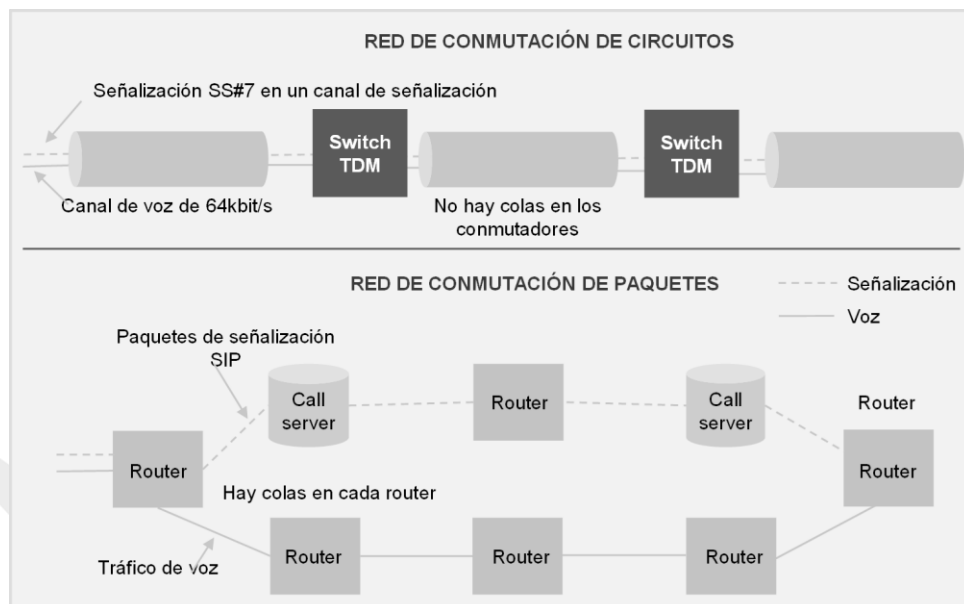 RED DE CONMUTACIÓN DE CIRCUITOS
Señalización SS#7 en un canal de señalización
Switch
TDM
Switch
TDM
Canal de voz de 64kbit/s
No hay colas en los
conmutadores
RED DE CONMUTACIÓN DE PAQUETES
Señalización
Voz
Paquetes de señalización
SIP
Call
server
Router
Call
server
Router
Router
Router
Hay colas en cada router
Tráfico de voz
Router
Router
Router